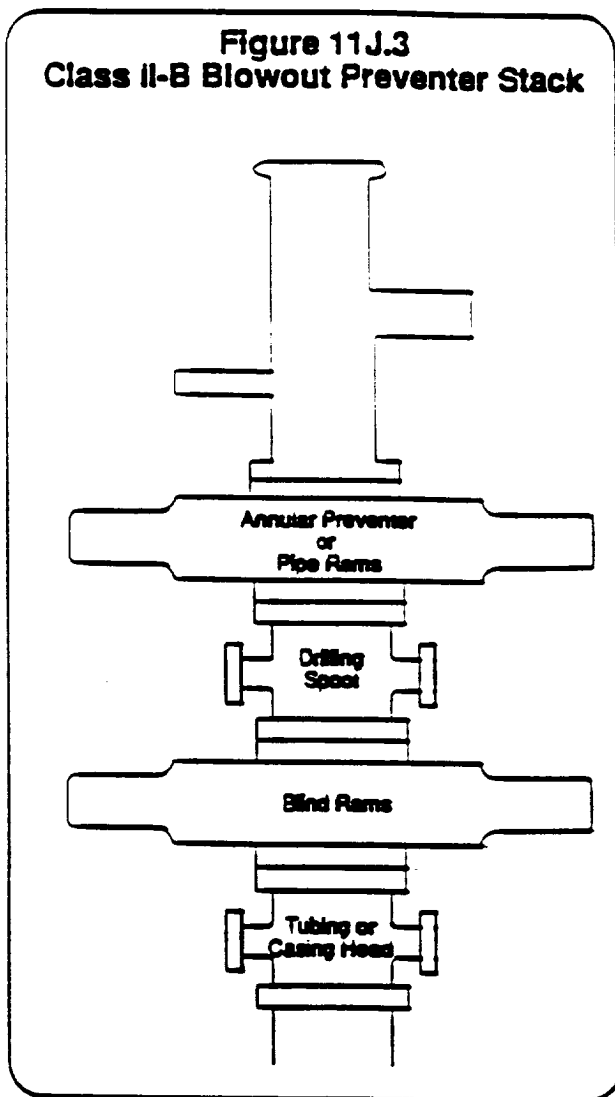 Figure 11J.3
Class II-B Blowout Preventer Stack
Annular Preventer
or
Pipe Rams
Drilling
Spool
Blind Rams
Tubing or
Casing Head